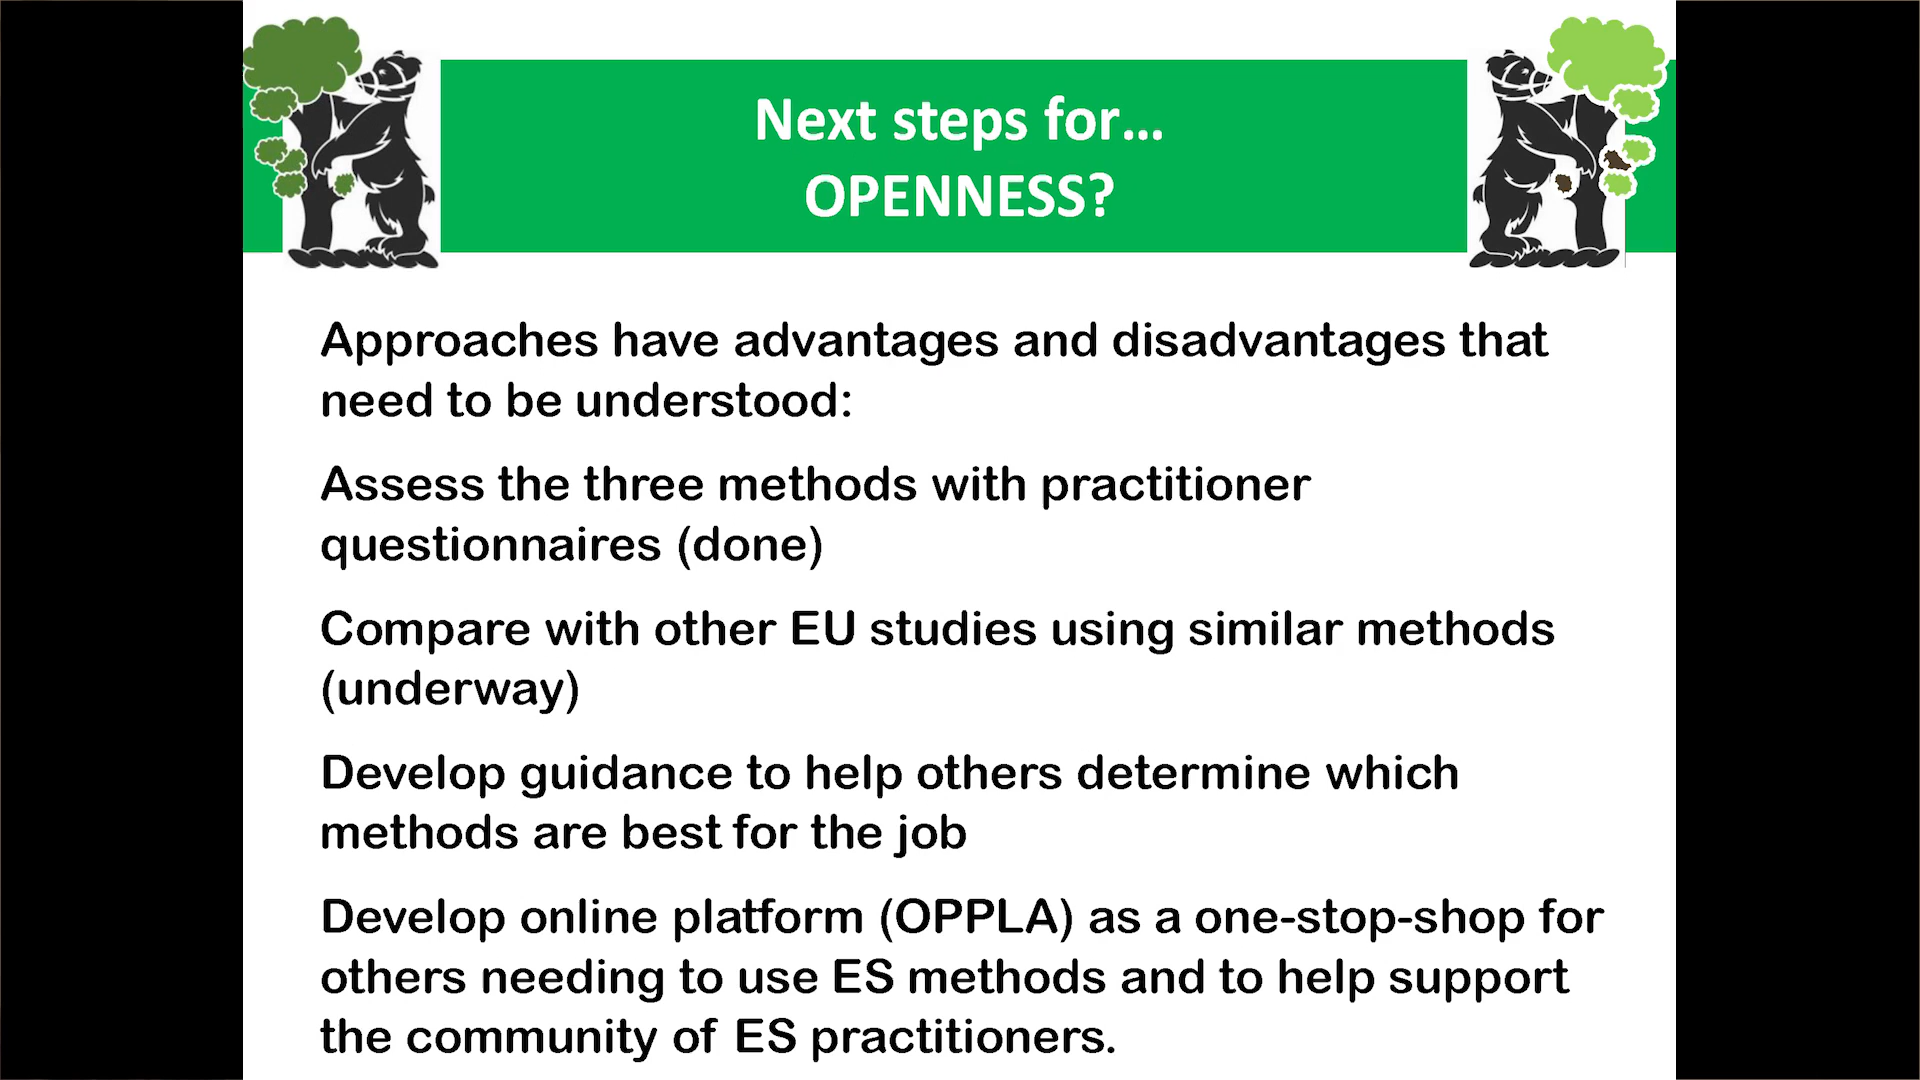 Next steps for…
OPENNESS?
Approaches have advantages and disadvantages that
need to be understood:
Assess the three methods with practitioner
questionnaires (done)
Compare with other EU studies using similar methods
(underway)
Develop guidance to help others determine which
methods are best for the job
Develop online platform (OPPLA) as a one-stop-shop for
others needing to use ES methods and to help support
the community of ES practitioners.